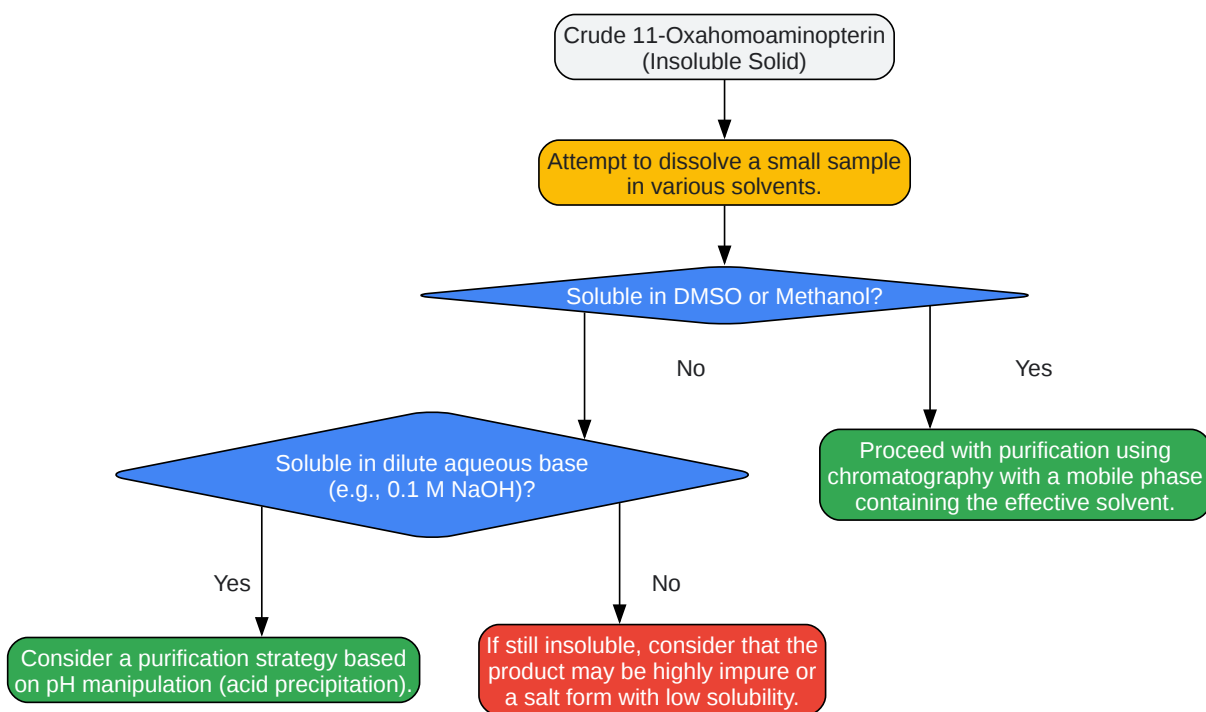 Crude 11-Oxahomoaminopterin
(Insoluble Solid)
Attempt to dissolve a small sample
in various solvents.
Soluble in DMSO or Methanol?
No
Yes
Soluble in dilute aqueous base
(e.g., 0.1 M NaOH)?
Proceed with purification using
chromatography with a mobile phase
containing the effective solvent.
Yes
No
Consider a purification strategy based
on pH manipulation (acid precipitation).
If still insoluble, consider that the
product may be highly impure or
a salt form with low solubility.